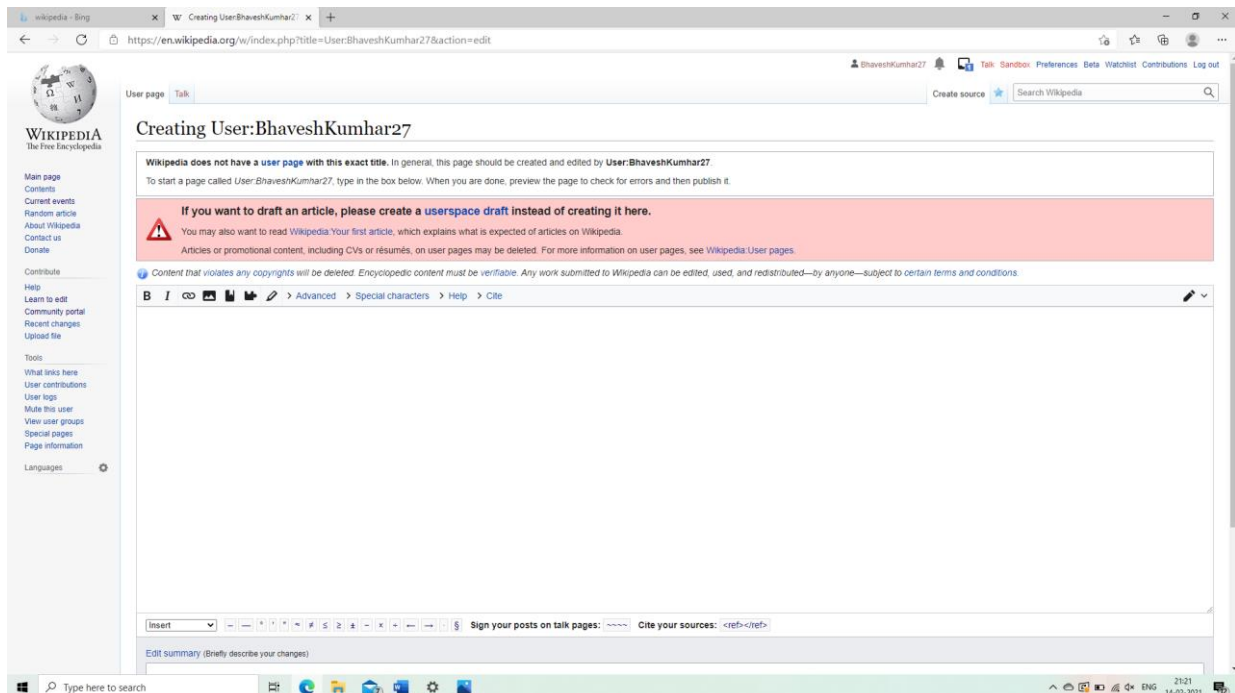 wikipedia - Bing
Creating User:BhaveshKumhar27
https://en.wikipedia.org/w/index.php?title=User:BhaveshKumhar27&action=edit
BhaveshKumhar27 Talk Sandbox Preferences Beta Watchlist Contributions Log out
User page Talk
Create source Search Wikipedia
WIKIPEDIA
The Free Encyclopedia
Main page
Contents
Current events
Random article
About Wikipedia
Contact us
Donate
Contribute
Help
Learn to edit
Community portal
Recent changes
Upload file
Tools
What links here
User contributions
User logs
Mute this user
View user groups
Special pages
Page information
Languages
Creating User:BhaveshKumhar27
Wikipedia does not have a user page with this exact title. In general, this page should be created and edited by User:BhaveshKumhar27.
To start a page called User:BhaveshKumhar27, type in the box below. When you are done, preview the page to check for errors and then publish it.
If you want to draft an article, please create a userspace draft instead of creating it here.
You may also want to read Wikipedia:Your first article, which explains what is expected of articles on Wikipedia.
Articles or promotional content, including CVs or résumés, on user pages may be deleted. For more information on user pages, see Wikipedia:User pages.
Content that violates any copyrights will be deleted. Encyclopedic content must be verifiable. Any work submitted to Wikipedia can be edited, used, and redistributed—by anyone—subject to certain terms and conditions.
B I > Advanced > Special characters > Help > Cite
Insert – — ° ′ ″ ≈ ≠ ≤ ≥ ± − × ÷ ← → · § Sign your posts on talk pages: ~~~~ Cite your sources: <ref></ref>
Edit summary (Briefly describe your changes)
Type here to search
ENG
21:21
14-02-2021